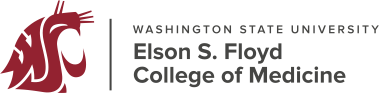 WASHINGTON STATE UNIVERSITY
Elson S. Floyd
College of Medicine